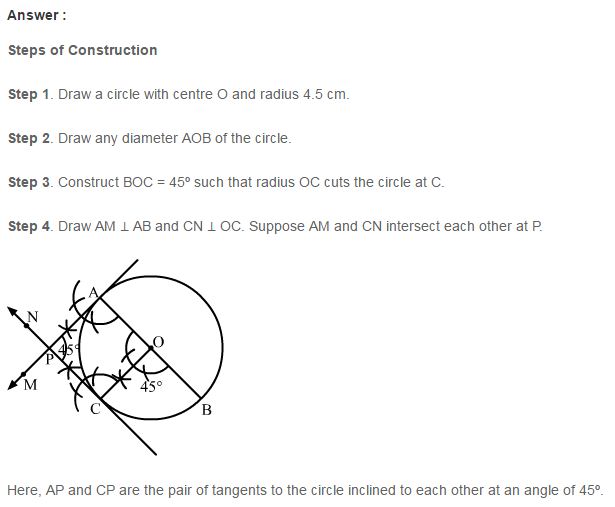 Answer :
Steps of Construction
Step 1. Draw a circle with centre O and radius 4.5 cm.
Step 2. Draw any diameter AOB of the circle.
Step 3. Construct BOC = 45º such that radius OC cuts the circle at C.
Step 4. Draw AM ⊥ AB and CN ⊥ OC. Suppose AM and CN intersect each other at P.
A
N
O
45°
P
M
45°
C
B
Here, AP and CP are the pair of tangents to the circle inclined to each other at an angle of 45º.